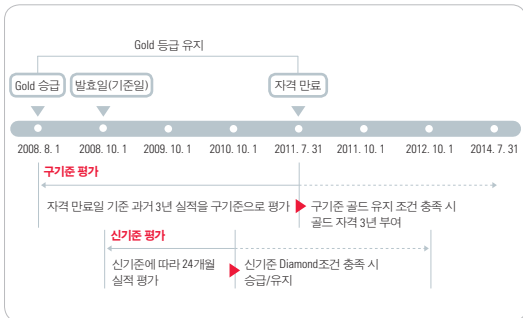 Gold 등급 유지
Gold 승급 발효일(기준일) 자격 만료
2008. 8. 1 2008. 10. 1 2009. 10. 1 2010. 10. 1 2011. 7. 31 2011. 10. 1 2012. 10. 1 2014. 7. 31
구기준 평가
자격 만료일 기준 과거 3년 실적을 구기준으로 평가 구기준 골드 유지 조건 충족 시
골드 자격 3년 부여
신기준 평가
신기준에 따라 24개월 신기준 Diamond조건 충족 시
실적 평가 승급/유지